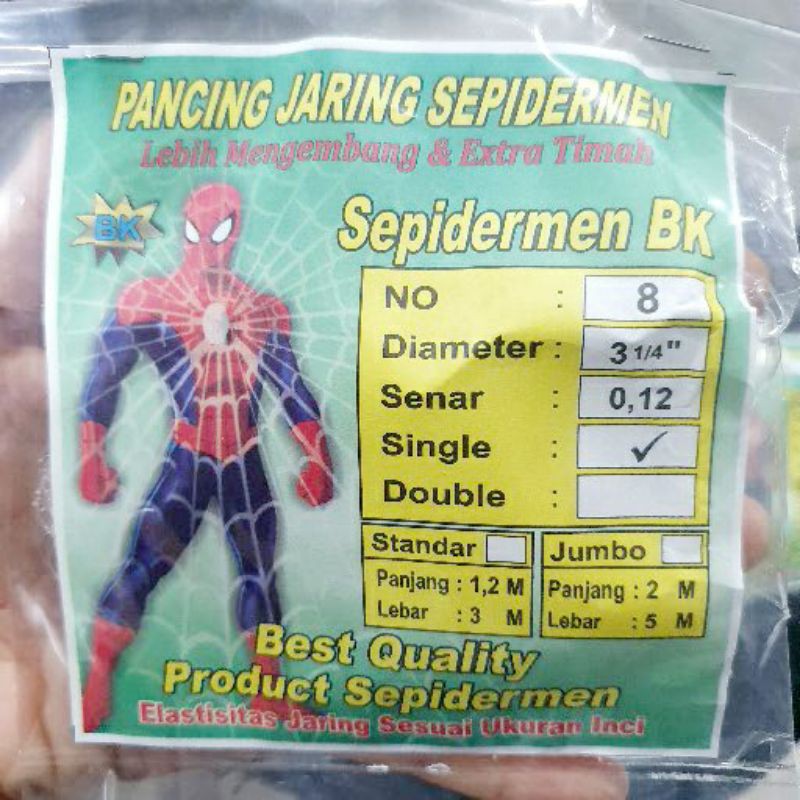 PANCING JARING SEPIDERMEN
Lebih Mengembang & Extra Timah
BK
Sepidermen BK
NO : 8
Diameter : 3 1/4"
Senar : 0,12
Single : ✓
Double :
Standar
Panjang : 1,2 M
Lebar : 3 M
Jumbo
Panjang : 2 M
Lebar : 5 M
Best Quality
Product Sepidermen
Elastisitas Jaring Sesuai Ukuran Inci